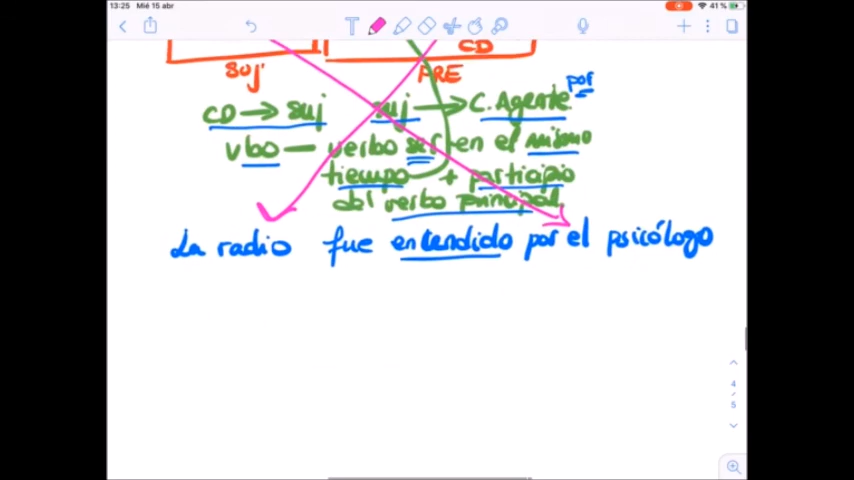 13:25 Mié 15 abr 41 %
CD
Suj PRE
por
CD → Suj Suj → C. Agente.
vbo — verbo ser en el mismo
tiempo + participio
del verbo principal.
La radio fue encendido por el psicólogo
4
5